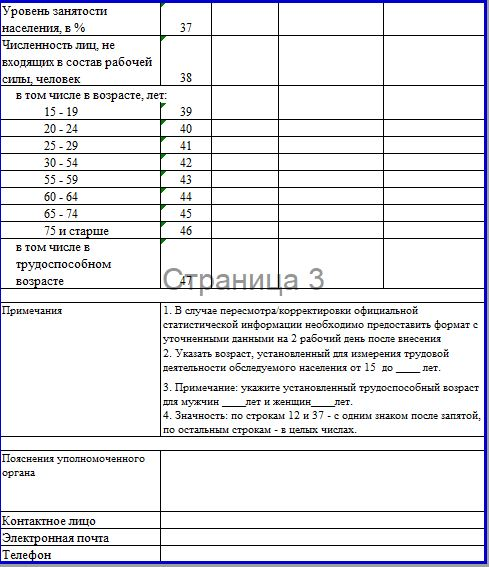 Уровень занятости
населения, в % 37
Численность лиц, не
входящих в состав рабочей
силы, человек 38
в том числе в возрасте, лет:
15 - 19 39
20 - 24 40
25 - 29 41
30 - 54 42
55 - 59 43
60 - 64 44
65 - 74 45
75 и старше 46
в том числе в
трудоспособном
возрасте 47
Страница 3
Примечания
1. В случае пересмотра/корректировки официальной
статистической информации необходимо предоставить формат с
уточненными данными на 2 рабочий день после внесения
2. Указать возраст, установленный для измерения трудовой
деятельности обследуемого населения от 15 до ____ лет.
3. Примечание: укажите установленный трудоспособный возраст
для мужчин ____лет и женщин____лет.
4. Значность: по строкам 12 и 37 - с одним знаком после запятой,
по остальным строкам - в целых числах.
Пояснения уполномоченного
органа
Контактное лицо
Электронная почта
Телефон